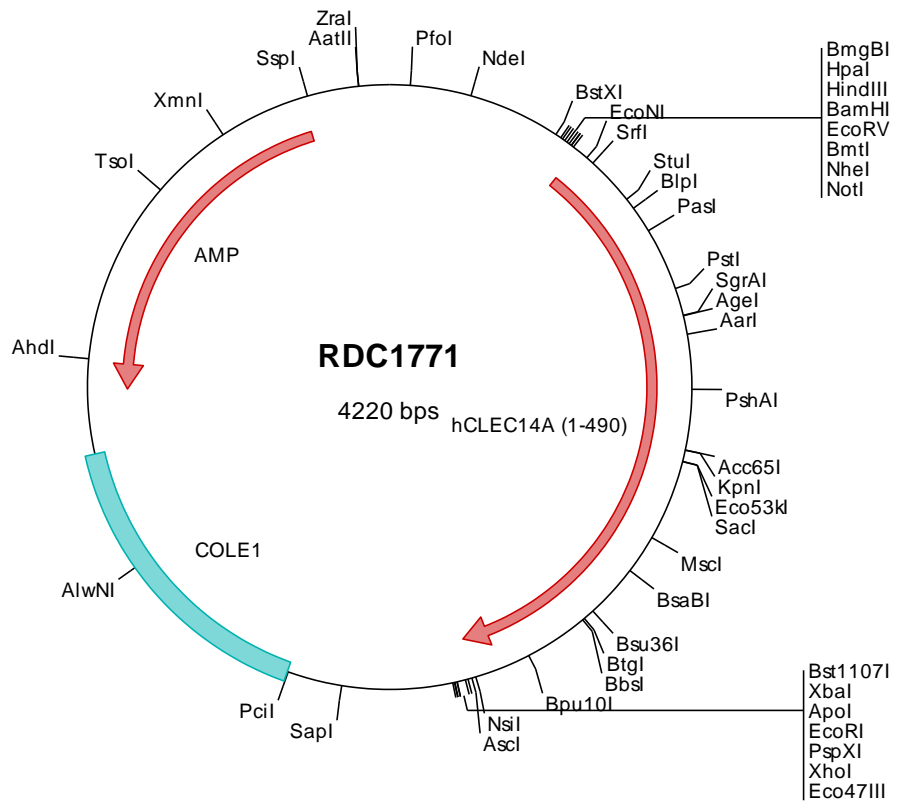 ZraI
AatII
PfoI
SspI
NdeI
XmnI
BstXI
EcoNI
SrfI
BmgBI
HpaI
HindIII
BamHI
EcoRV
BmtI
NheI
NotI
TsoI
StuI
BlpI
PasI
AMP
PstI
SgrAI
AgeI
AarI
AhdI
RDC1771
4220 bps
hCLEC14A (1-490)
PshAI
Acc65I
KpnI
Eco53kI
SacI
COLE1
MscI
AlwNI
BsaBI
Bsu36I
BtgI
BbsI
Bpu10I
PciI
SapI
NsiI
AscI
Bst1107I
XbaI
ApoI
EcoRI
PspXI
XhoI
Eco47III